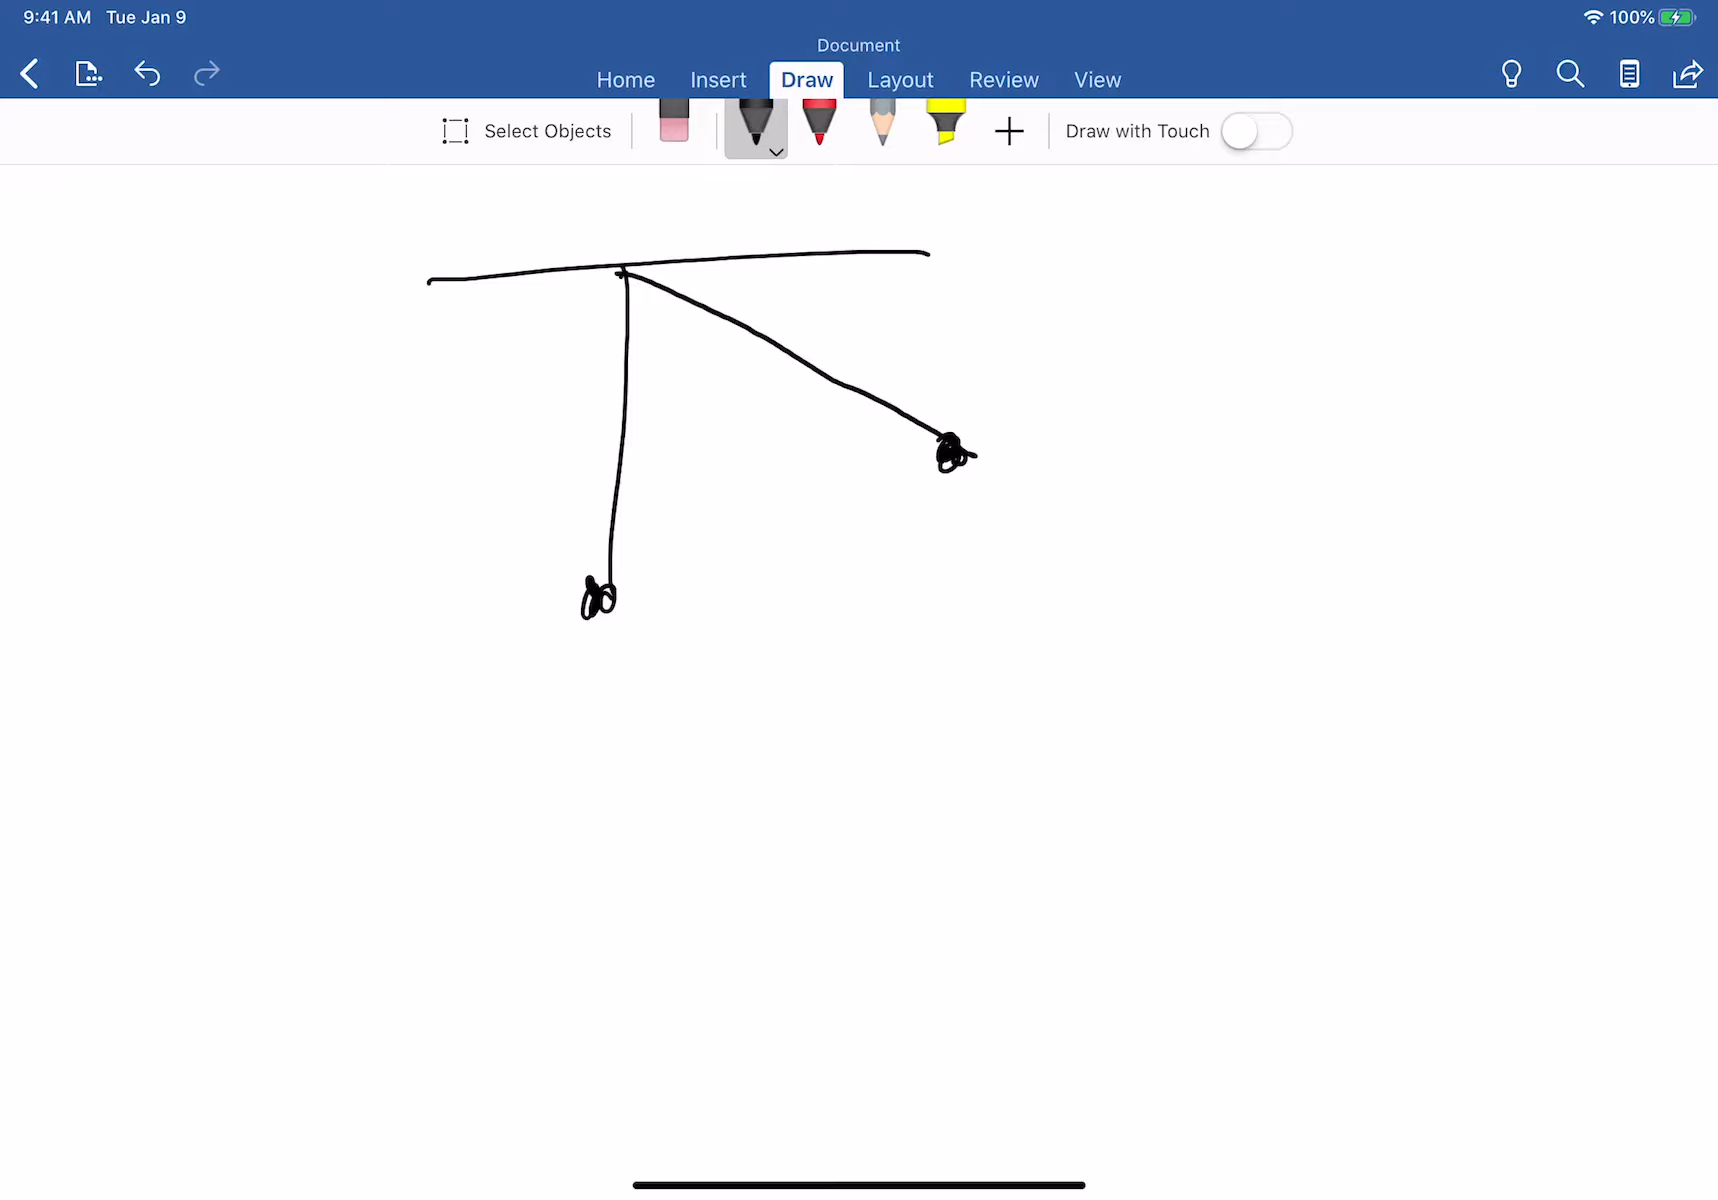 9:41 AM Tue Jan 9
100%
Document
Home Insert Draw Layout Review View
Select Objects
Draw with Touch